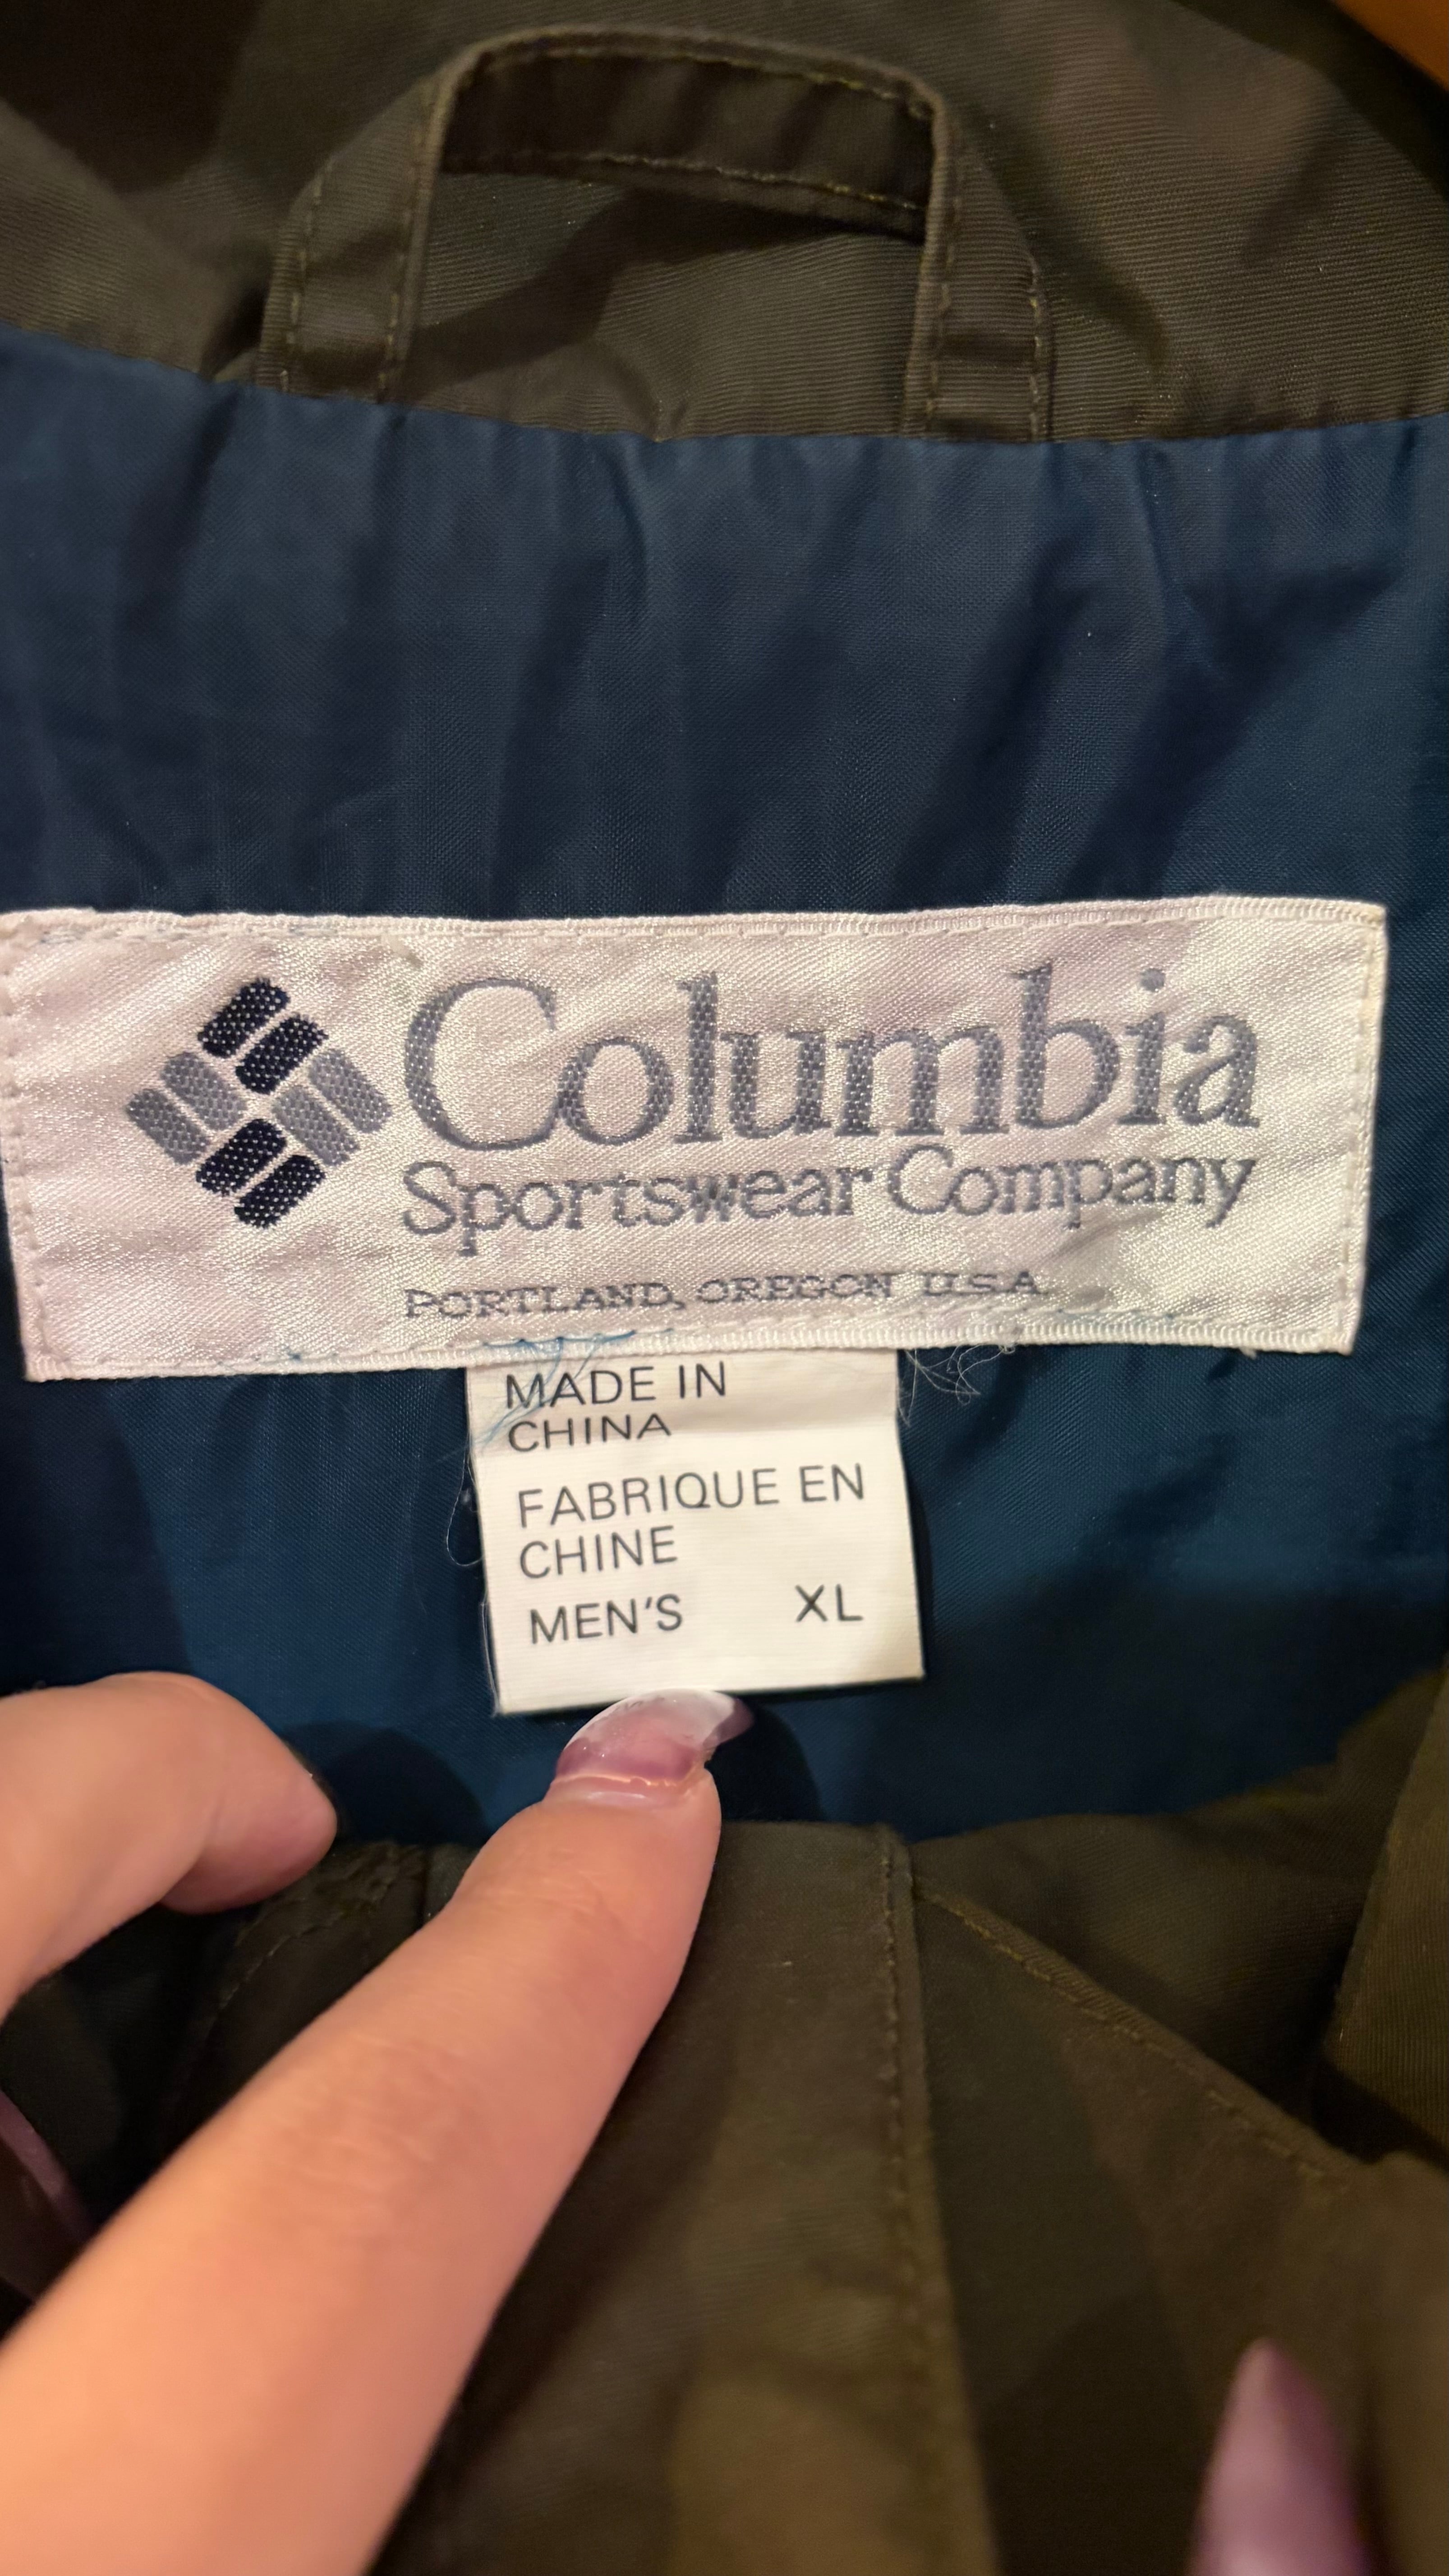 Columbia
Sportswear Company
PORTLAND, OREGON U.S.A.
MADE IN
CHINA
FABRIQUE EN
CHINE
MEN'S XL